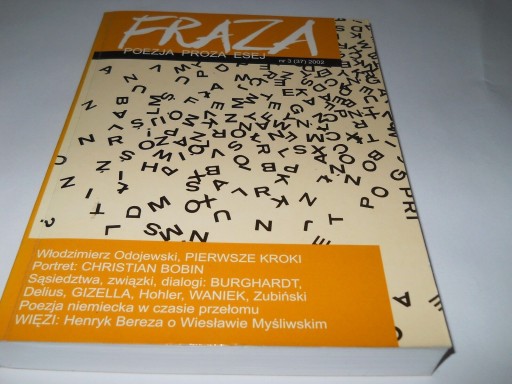 FRAZA
POEZJA PROZA ESEJ nr 3 (37) 2002
Włodzimierz Odojewski, PIERWSZE KROKI
Portret: CHRISTIAN BOBIN
Sąsiedztwa, związki, dialogi: BURGHARDT,
Delius, GIZELLA, Hohler, WANIEK, Zubiński
Poezja niemiecka w czasie przełomu
WIĘZI: Henryk Bereza o Wiesławie Myśliwskim